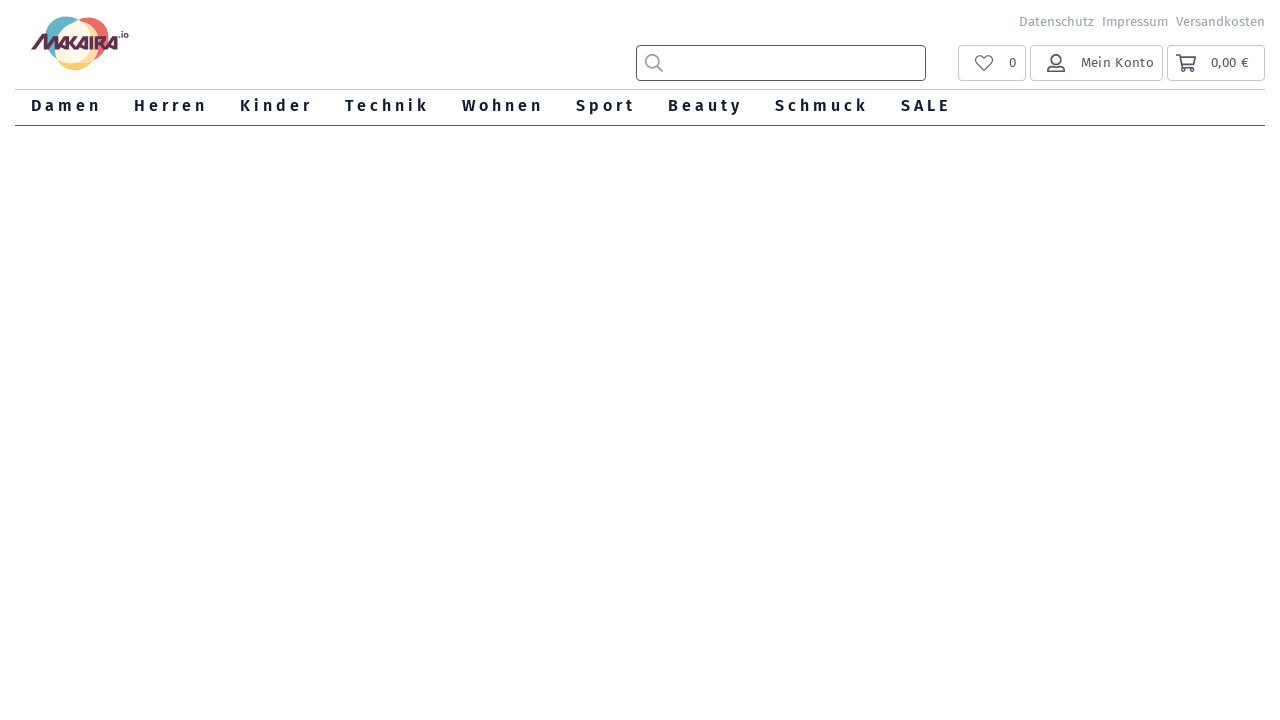 MAKAIRA.io
Datenschutz Impressum Versandkosten
0 Mein Konto 0,00 €
Damen Herren Kinder Technik Wohnen Sport Beauty Schmuck SALE